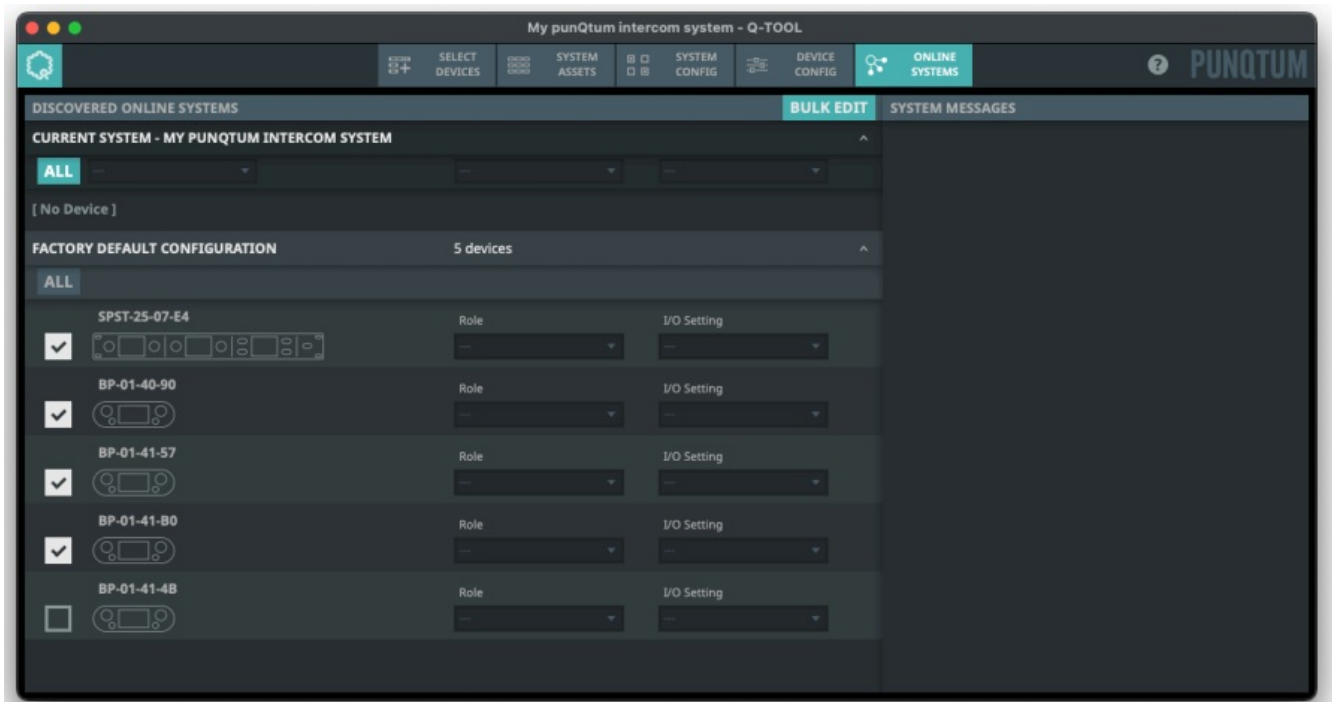 My punQtum intercom system - Q-TOOL
SELECT DEVICES
SYSTEM ASSETS
SYSTEM CONFIG
DEVICE CONFIG
ONLINE SYSTEMS
?
PUNQTUM
DISCOVERED ONLINE SYSTEMS
BULK EDIT
SYSTEM MESSAGES
CURRENT SYSTEM - MY PUNQTUM INTERCOM SYSTEM
ALL --- --- ---
[ No Device ]
FACTORY DEFAULT CONFIGURATION 5 devices
ALL
SPST-25-07-E4
Role I/O Setting
--- ---
BP-01-40-90
Role I/O Setting
--- ---
BP-01-41-57
Role I/O Setting
--- ---
BP-01-41-B0
Role I/O Setting
--- ---
BP-01-41-4B
Role I/O Setting
--- ---